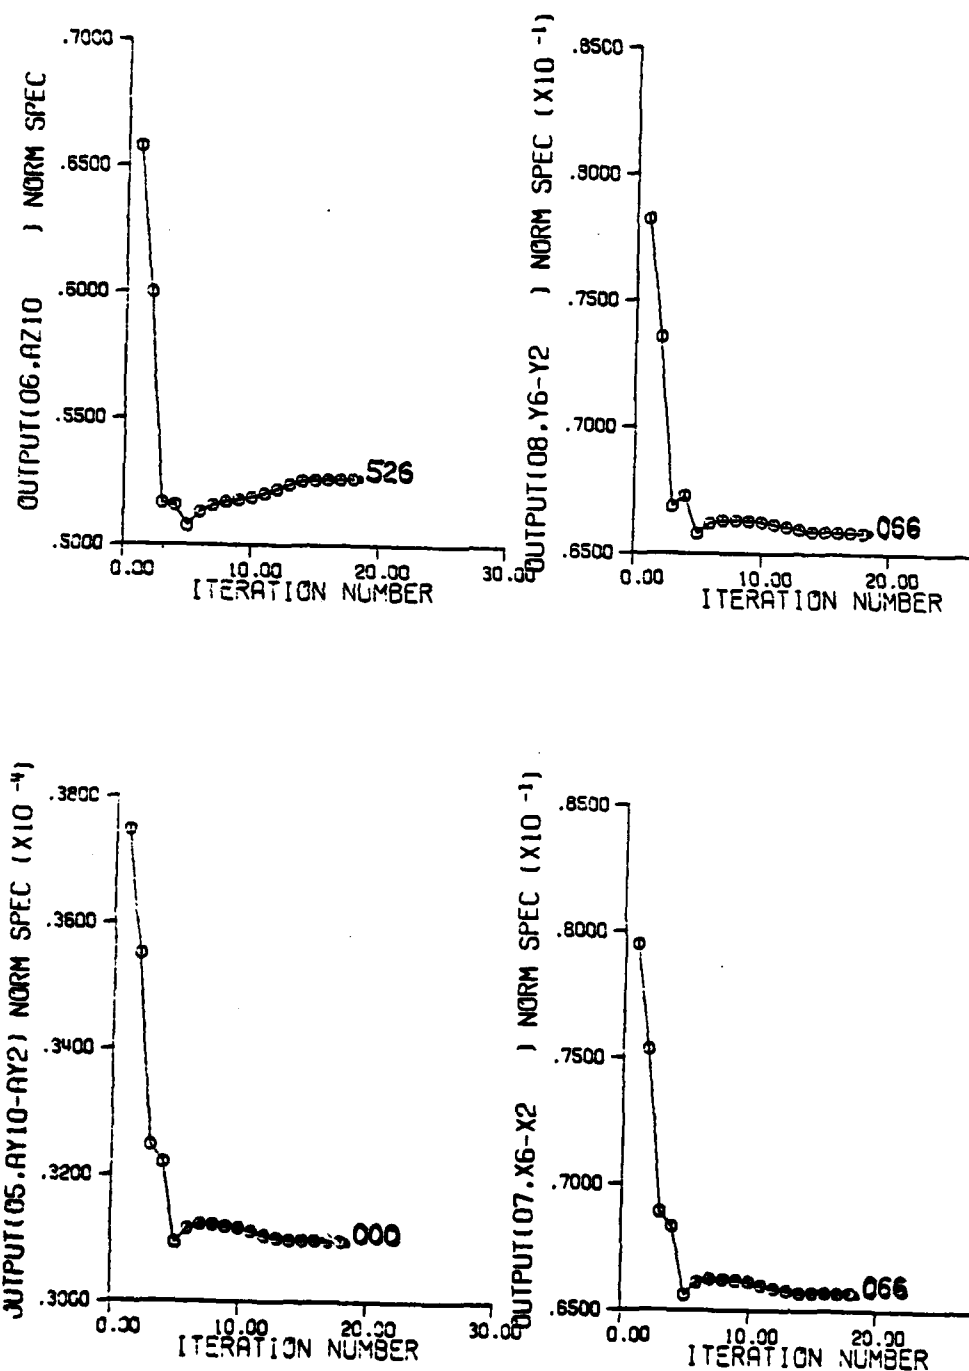 OUTPUT(06.AZ10 ) NORM SPEC
.7000
.6500
.6000
.5500
.5000
526
0.00 10.00 20.00 30.00
ITERATION NUMBER
OUTPUT(08.Y6-Y2 ) NORM SPEC (X10 -1)
.8500
.8000
.7500
.7000
.6500
066
0.00 10.00 20.00
ITERATION NUMBER
OUTPUT(05.AY10-AY2) NORM SPEC (X10 -4)
.3800
.3600
.3400
.3200
.3000
000
0.00 10.00 20.00 30.00
ITERATION NUMBER
OUTPUT(07.X6-X2 ) NORM SPEC (X10 -1)
.8500
.8000
.7500
.7000
.6500
066
0.00 10.00 20.00
ITERATION NUMBER